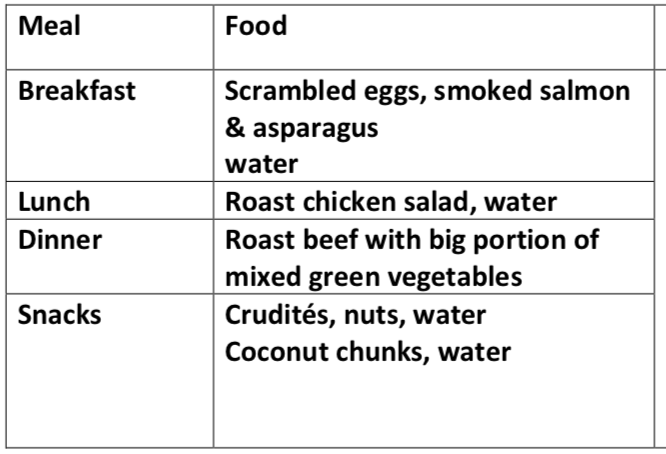 Meal Food
Breakfast Scrambled eggs, smoked salmon
& asparagus
water
Lunch Roast chicken salad, water
Dinner Roast beef with big portion of
mixed green vegetables
Snacks Crudités, nuts, water
Coconut chunks, water